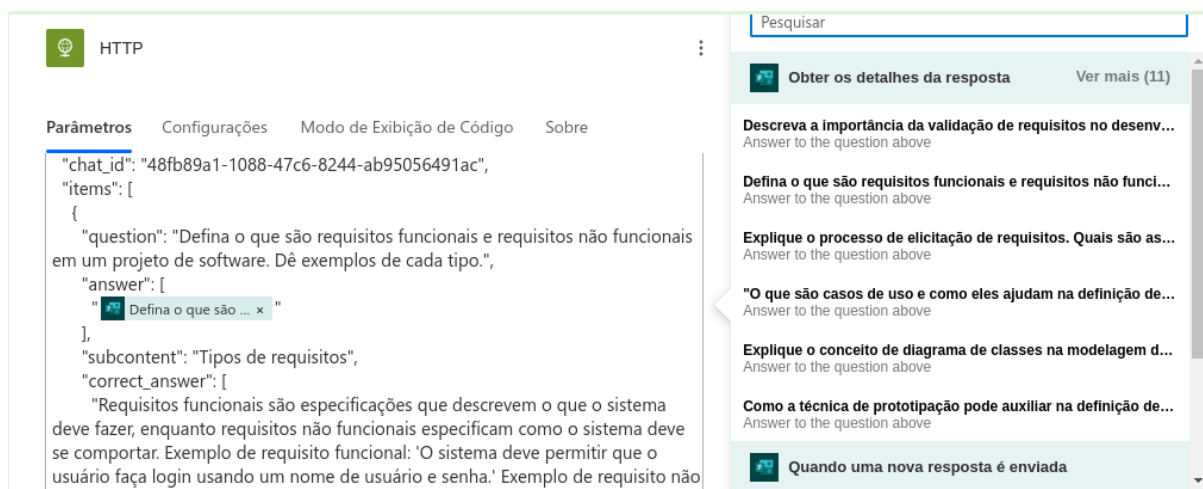 HTTP
Parâmetros Configurações Modo de Exibição de Código Sobre
"chat_id": "48fb89a1-1088-47c6-8244-ab95056491ac",
"items": [
{
"question": "Defina o que são requisitos funcionais e requisitos não funcionais
em um projeto de software. Dê exemplos de cada tipo.",
"answer": [
" Defina o que são ... × "
],
"subcontent": "Tipos de requisitos",
"correct_answer": [
"Requisitos funcionais são especificações que descrevem o que o sistema
deve fazer, enquanto requisitos não funcionais especificam como o sistema deve
se comportar. Exemplo de requisito funcional: 'O sistema deve permitir que o
usuário faça login usando um nome de usuário e senha.' Exemplo de requisito não
Pesquisar
Obter os detalhes da resposta Ver mais (11)
Descreva a importância da validação de requisitos no desenv...
Answer to the question above
Defina o que são requisitos funcionais e requisitos não funci...
Answer to the question above
Explique o processo de elicitação de requisitos. Quais são as...
Answer to the question above
"O que são casos de uso e como eles ajudam na definição de...
Answer to the question above
Explique o conceito de diagrama de classes na modelagem d...
Answer to the question above
Como a técnica de prototipação pode auxiliar na definição de...
Answer to the question above
Quando uma nova resposta é enviada